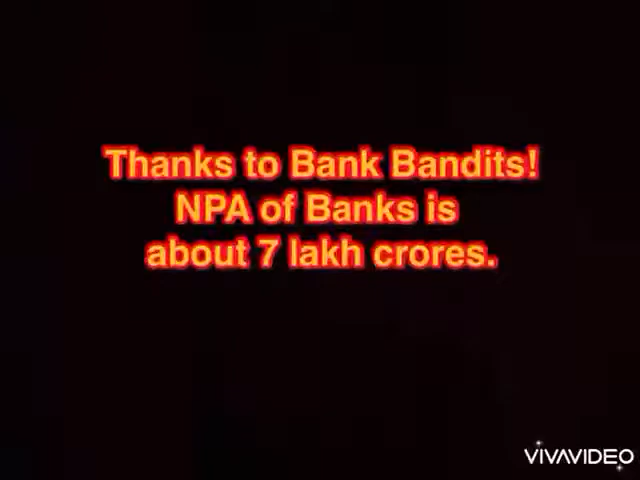 Thanks to Bank Bandits!
NPA of Banks is
about 7 lakh crores.
VIVAVIDEO